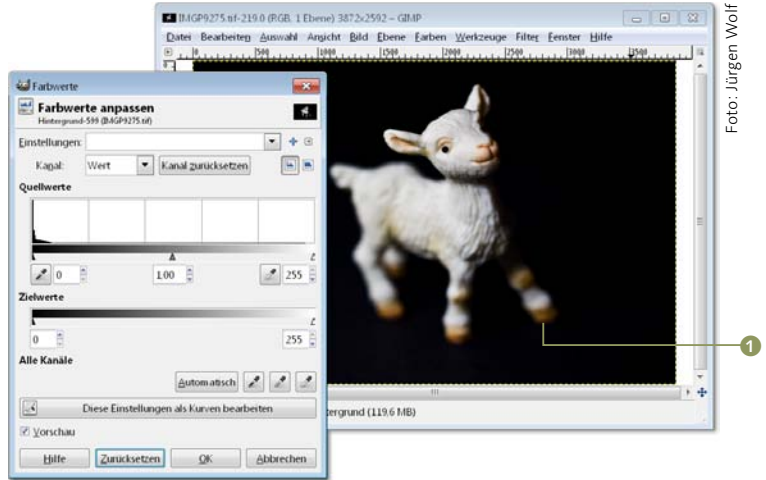 IMGP9275.tif-219.0 (RGB, 1 Ebene) 3872x2592 – GIMP
Datei Bearbeiten Auswahl Ansicht Bild Ebene Farben Werkzeuge Filter Fenster Hilfe
0 500 1000 1500 2000 2500 3000 3500
Foto: Jürgen Wolf
Farbwerte
Farbwerte anpassen
Hintergrund-599 (IMGP9275.tif)
Einstellungen:
Kanal: Wert Kanal zurücksetzen
Quellwerte
0 1,00 255
Zielwerte
0 255
Alle Kanäle
Automatisch
Diese Einstellungen als Kurven bearbeiten
Vorschau
Hilfe Zurücksetzen OK Abbrechen
tergrund (119,6 MB)
1